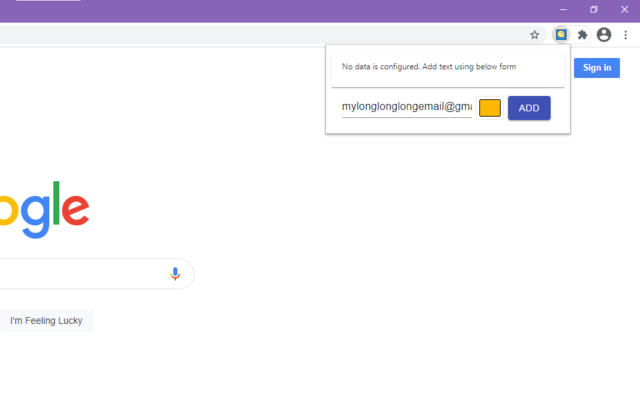 No data is configured. Add text using below form
Sign in
mylonglonglongemail@gma
ADD
ogle
I'm Feeling Lucky